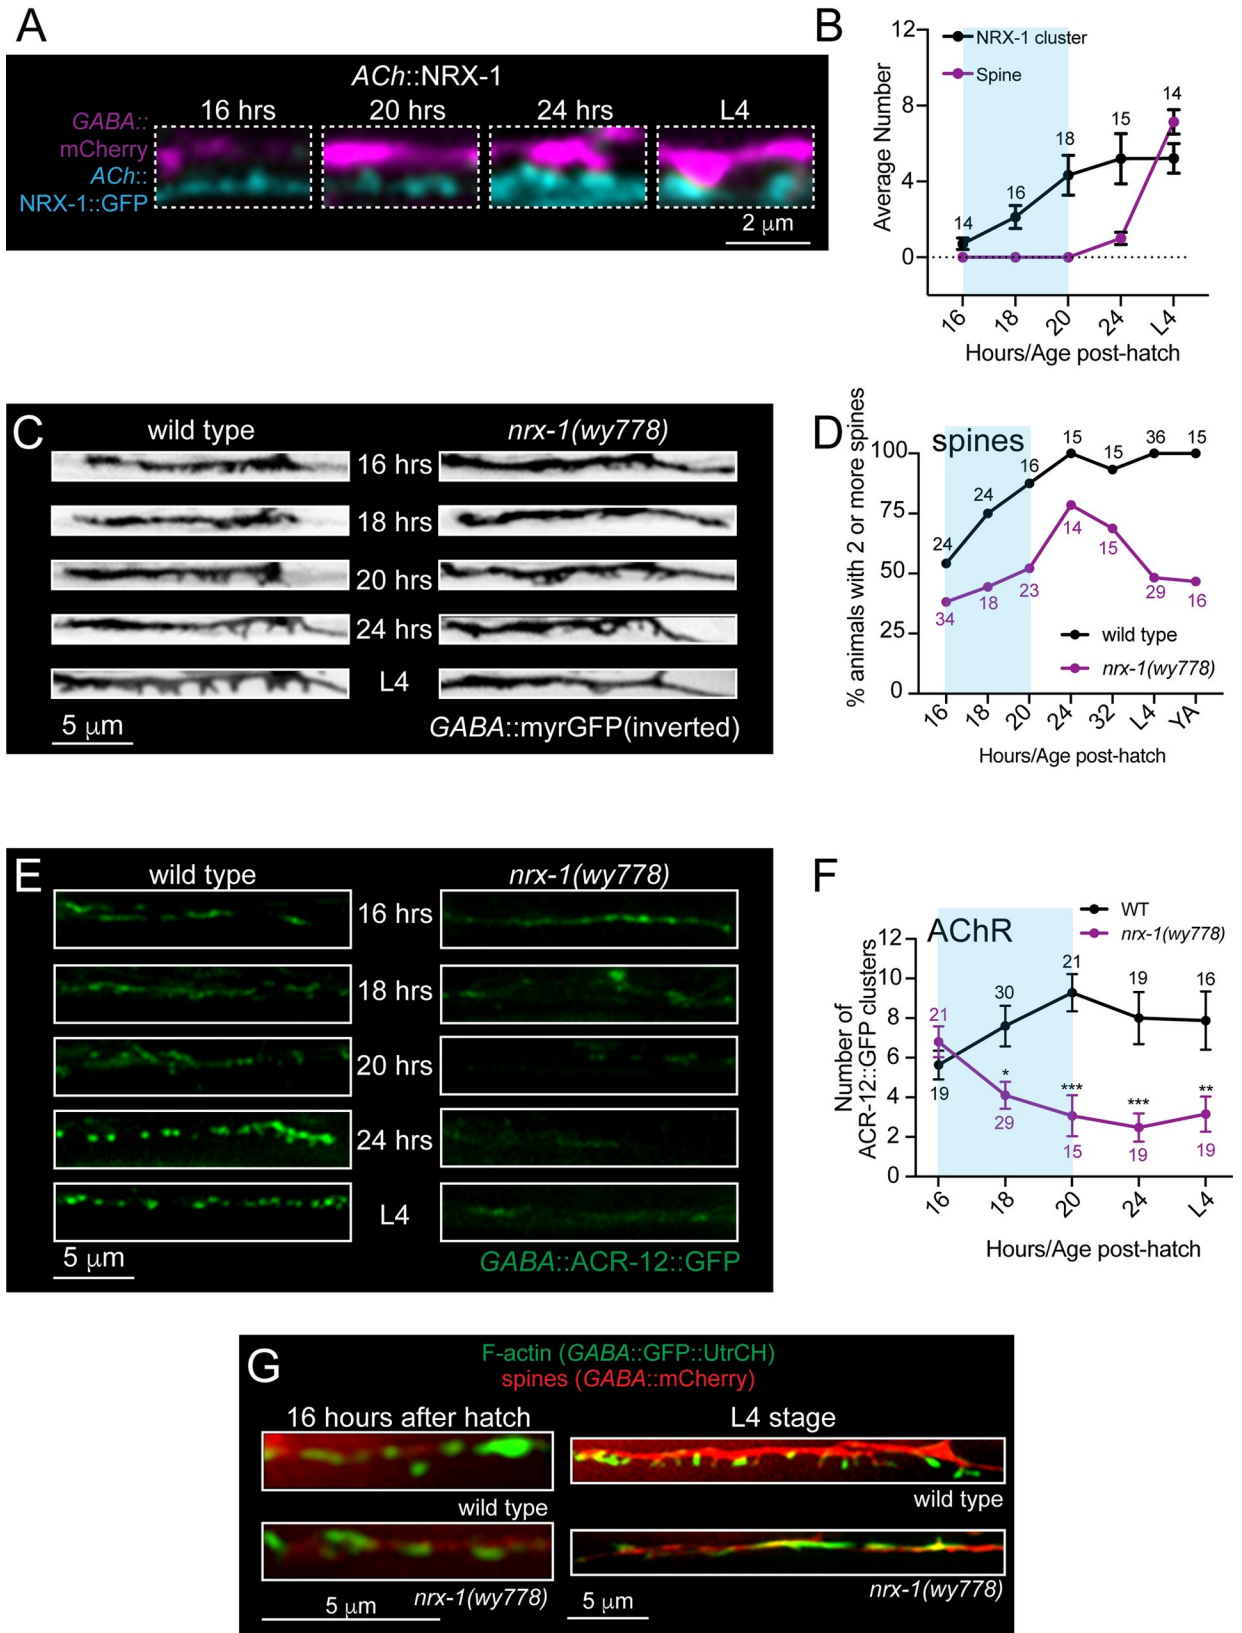 A
ACh::NRX-1
16 hrs 20 hrs 24 hrs L4
GABA::
mCherry
ACh::
NRX-1::GFP
2 μm
B
NRX-1 cluster
Spine
Average Number
12
8
4
0
14 16 18 15 14
16 18 20 24 L4
Hours/Age post-hatch
C
wild type nrx-1(wy778)
16 hrs
18 hrs
20 hrs
24 hrs
L4
5 μm
GABA::myrGFP(inverted)
D
spines
% animals with 2 or more spines
100
75
50
25
0
24 24 16 15 15 36 15
34 18 23 14 15 29 16
wild type
nrx-1(wy778)
16 18 20 24 32 L4 YA
Hours/Age post-hatch
E
wild type nrx-1(wy778)
16 hrs
18 hrs
20 hrs
24 hrs
L4
5 μm
GABA::ACR-12::GFP
F
WT
nrx-1(wy778)
AChR
Number of
ACR-12::GFP clusters
12
10
8
6
4
2
0
19 30 21 19 16
* *** *** **
21 29 15 19 19
16 18 20 24 L4
Hours/Age post-hatch
G
F-actin (GABA::GFP::UtrCH)
spines (GABA::mCherry)
16 hours after hatch L4 stage
wild type wild type
nrx-1(wy778) nrx-1(wy778)
5 μm 5 μm